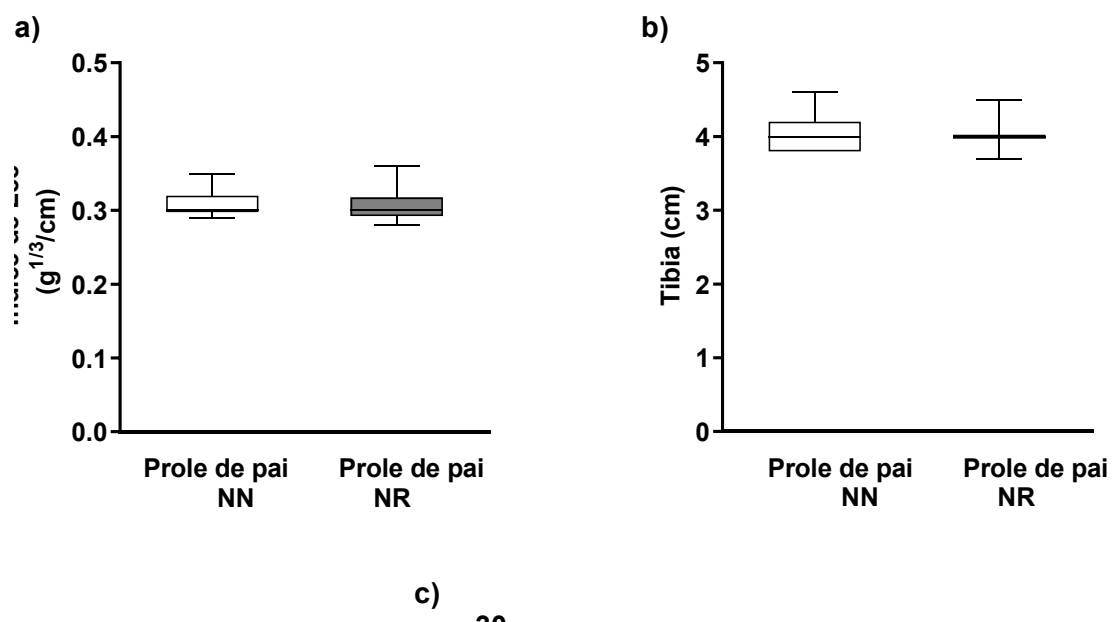 a)
0.5
0.4
0.3
0.2
0.1
0.0
(g1/3/cm)
Prole de pai
NN
Prole de pai
NR
b)
5
4
3
2
1
0
Tibia (cm)
Prole de pai
NN
Prole de pai
NR
c)